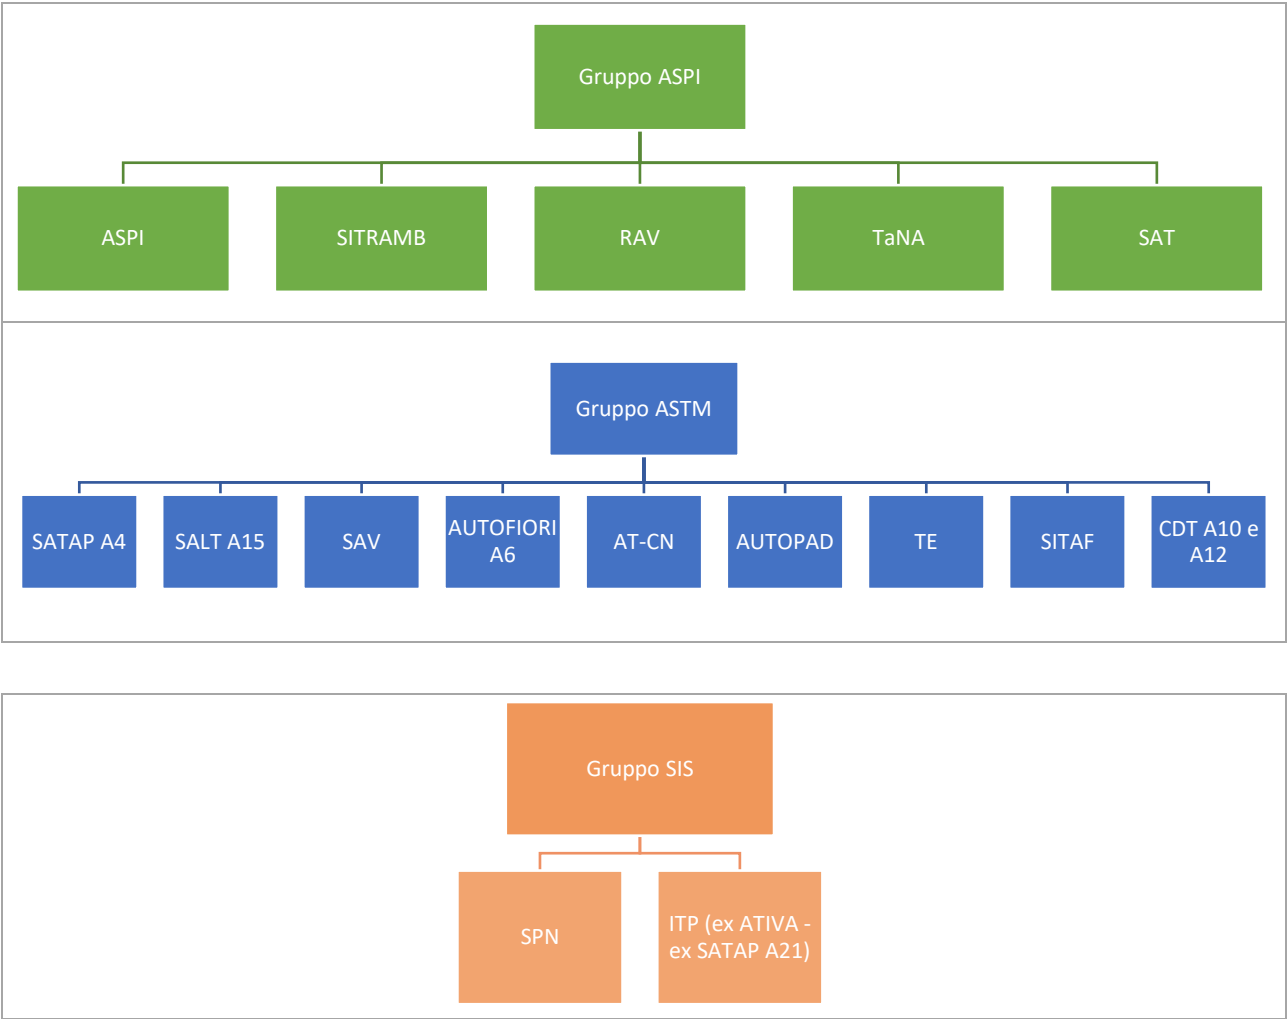 Gruppo ASPI
ASPI
SITRAMB
RAV
TaNA
SAT
Gruppo ASTM
SATAP A4
SALT A15
SAV
AUTOFIORI
A6
AT-CN
AUTOPAD
TE
SITAF
CDT A10 e
A12
Gruppo SIS
SPN
ITP (ex ATIVA -
ex SATAP A21)